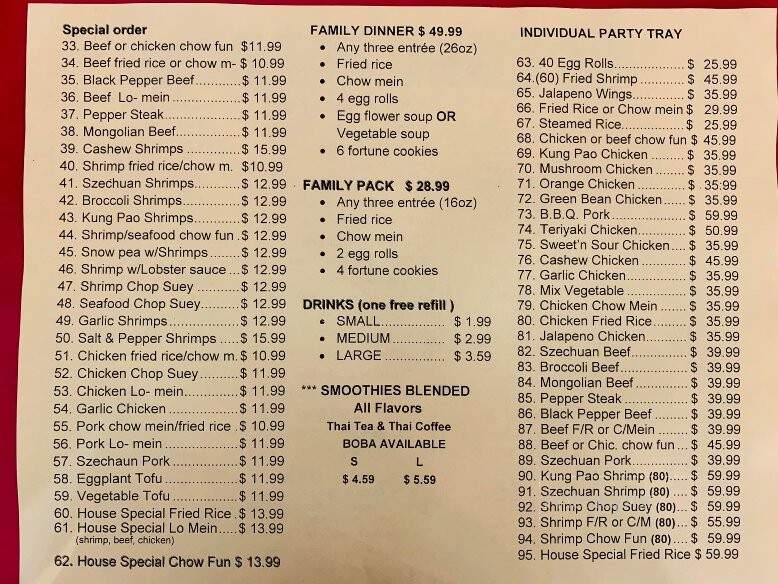 Special order
33. Beef or chicken chow fun $11.99
34. Beef fried rice or chow m- $ 10.99
35. Black Pepper Beef........... $ 11.99
36. Beef Lo- mein ................ $ 11.99
37. Pepper Steak.................. $ 11.99
38. Mongolian Beef............... $ 11.99
39. Cashew Shrimps ............. $ 15.99
40. Shrimp fried rice/chow m. $10.99
41. Szechuan Shrimps........... $ 12.99
42. Broccoli Shrimps.............. $ 12.99
43. Kung Pao Shrimps........... $ 12.99
44. Shrimp/seafood chow fun . $ 12.99
45. Snow pea w/Shrimps........ $ 12.99
46. Shrimp w/Lobster sauce ... $ 12.99
47. Shrimp Chop Suey .......... $ 12.99
48. Seafood Chop Suey......... $ 12.99
49. Garlic Shrimps................. $ 12.99
50. Salt & Pepper Shrimps ..... $ 15.99
51. Chicken fried rice/chow m. $ 10.99
52. Chicken Chop Suey ......... $ 11.99
53. Chicken Lo- mein............. $ 11.99
54. Garlic Chicken ................ $ 11.99
55. Pork chow mein/fried rice . $ 10.99
56. Pork Lo- mein ................. $ 11.99
57. Szechaun Pork ................ $ 11.99
58. Eggplant Tofu.................. $ 11.99
59. Vegetable Tofu ................ $ 11.99
60. House Special Fried Rice . $ 13.99
61. House Special Lo Mein..... $ 13.99
(shrimp, beef, chicken)
62. House Special Chow Fun $ 13.99
FAMILY DINNER $ 49.99
• Any three entrée (26oz)
• Fried rice
• Chow mein
• 4 egg rolls
• Egg flower soup OR
Vegetable soup
• 6 fortune cookies
FAMILY PACK $ 28.99
• Any three entrée (16oz)
• Fried rice
• Chow mein
• 2 egg rolls
• 4 fortune cookies
DRINKS (one free refill )
• SMALL................ $ 1.99
• MEDIUM............. $ 2.99
• LARGE ............... $ 3.59
*** SMOOTHIES BLENDED
All Flavors
Thai Tea & Thai Coffee
BOBA AVAILABLE
S L
$ 4.59 $ 5.59
INDIVIDUAL PARTY TRAY
63. 40 Egg Rolls................. $ 25.99
64.(60) Fried Shrimp ........... $ 45.99
65. Jalapeno Wings............. $ 35.99
66. Fried Rice or Chow mein $ 29.99
67. Steamed Rice............... $ 25.99
68. Chicken or beef chow fun $ 45.99
69. Kung Pao Chicken ........ $ 35.99
70. Mushroom Chicken ....... $ 35.99
71. Orange Chicken ........... $ 35:99
72. Green Bean Chicken ..... $ 35.99
73. B.B.Q. Pork.................. $ 59.99
74. Teriyaki Chicken............ $ 50.99
75. Sweet'n Sour Chicken.... $ 35.99
76. Cashew Chicken ........... $ 45.99
77. Garlic Chicken............... $ 35.99
78. Mix Vegetable ............... $ 35.99
79. Chicken Chow Mein ...... $ 35.99
80. Chicken Fried Rice........ $ 35.99
81. Jalapeno Chicken.......... $ 35.99
82. Szechuan Beef............. $ 39.99
83. Broccoli Beef................ $ 39.99
84. Mongolian Beef ............ $ 39.99
85. Pepper Steak ............... $ 39.99
86. Black Pepper Beef ........ $ 39.99
87. Beef F/R or C/Mein ....... $ 39.99
88. Beef or Chic. chow fun ... $ 45.99
89. Szechuan Pork.............. $ 39.99
90. Kung Pao Shrimp (80).... $ 59.99
91. Szechuan Shrimp (80) .... $ 59.99
92. Shrimp Chop Suey (80)... $ 59.99
93. Shrimp F/R or C/M (80)... $ 55.99
94. Shrimp Chow Fun (80).... $ 59.99
95. House Special Fried Rice $ 59.99